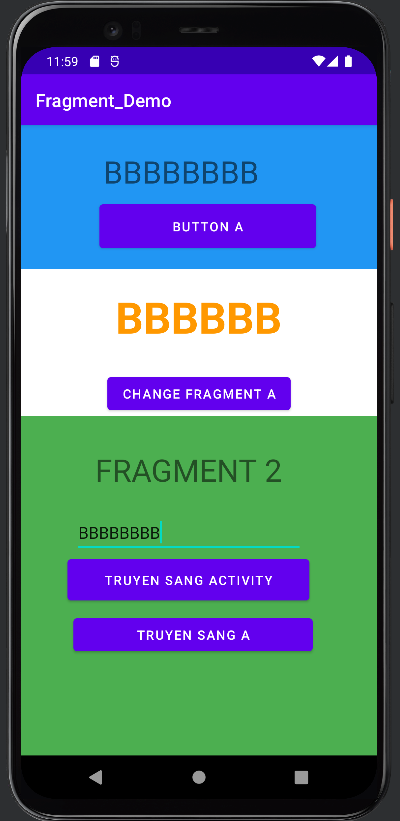 11:59
Fragment_Demo
BBBBBBBB
BUTTON A
BBBBBB
CHANGE FRAGMENT A
FRAGMENT 2
BBBBBBBB
TRUYEN SANG ACTIVITY
TRUYEN SANG A